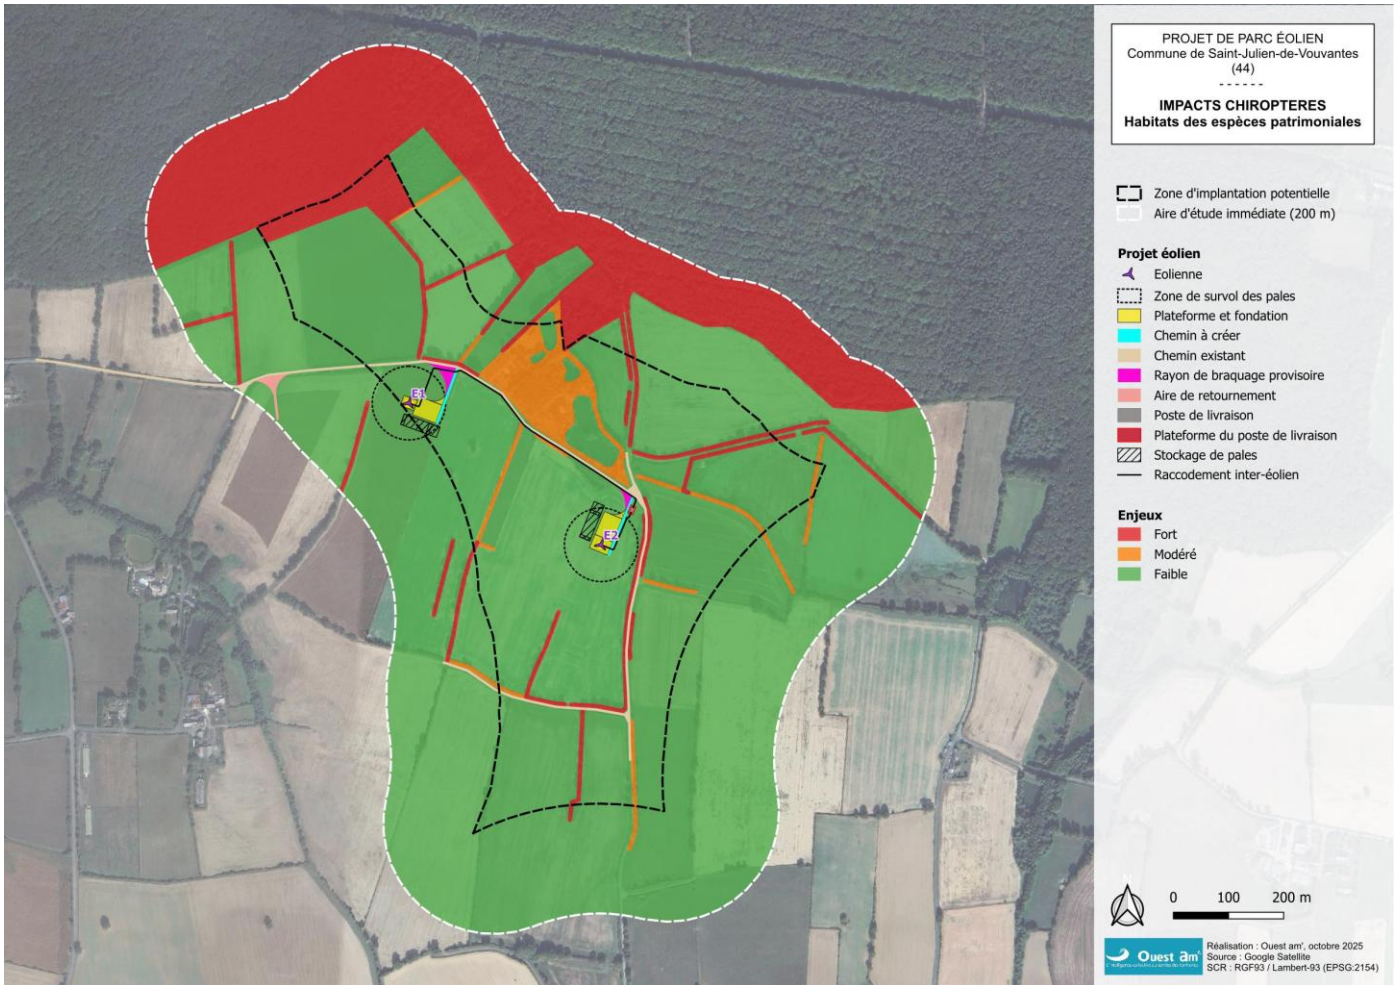 PROJET DE PARC ÉOLIEN
Commune de Saint-Julien-de-Vouvantes
(44)
- - - - - -
IMPACTS CHIROPTERES
Habitats des espèces patrimoniales
Zone d'implantation potentielle
Aire d'étude immédiate (200 m)
Projet éolien
Eolienne
Zone de survol des pales
Plateforme et fondation
Chemin à créer
Chemin existant
Rayon de braquage provisoire
Aire de retournement
Poste de livraison
Plateforme du poste de livraison
Stockage de pales
Raccodement inter-éolien
Enjeux
Fort
Modéré
Faible
E1
E2
N
0 100 200 m
Ouest am'
Réalisation : Ouest am', octobre 2025
Source : Google Satellite
SCR : RGF93 / Lambert-93 (EPSG:2154)